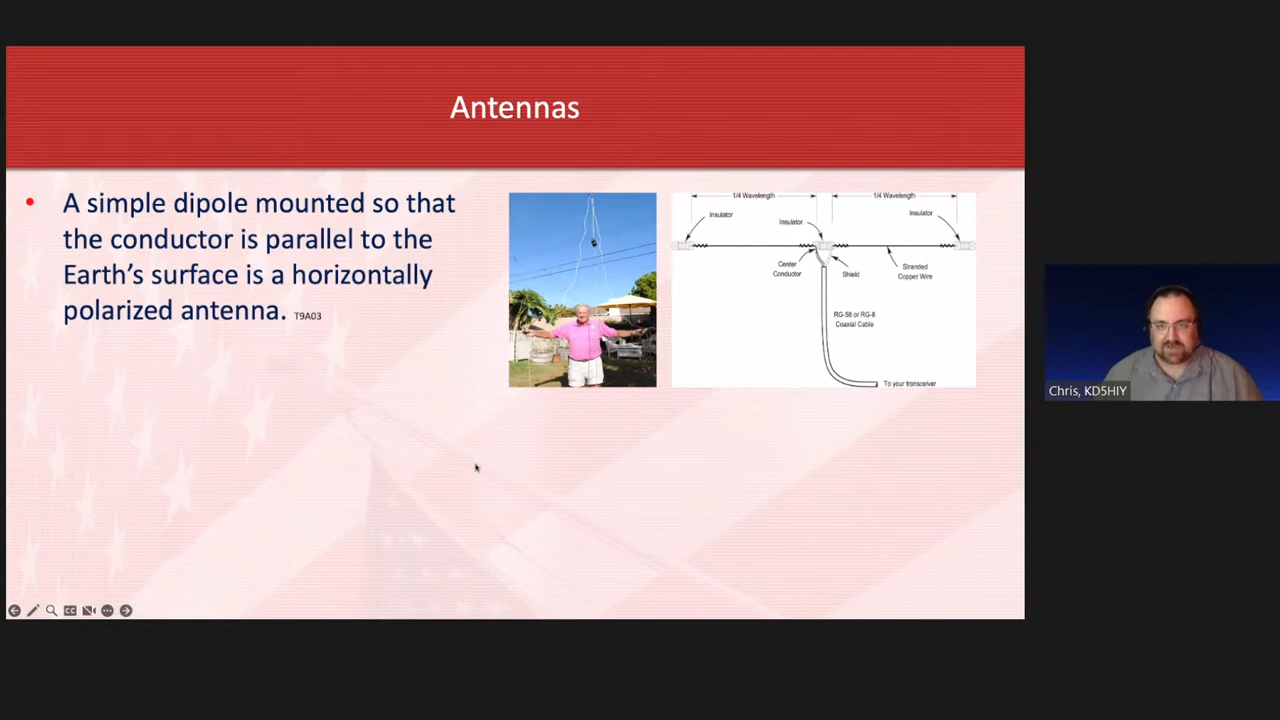 Antennas
• A simple dipole mounted so that
the conductor is parallel to the
Earth’s surface is a horizontally
polarized antenna. T9A03
1/4 Wavelength
1/4 Wavelength
Insulator
Insulator
Insulator
Center
Conductor
Shield
Stranded
Copper Wire
RG-58 or RG-8
Coaxial Cable
To your transceiver
CC
Chris, KD5HIY